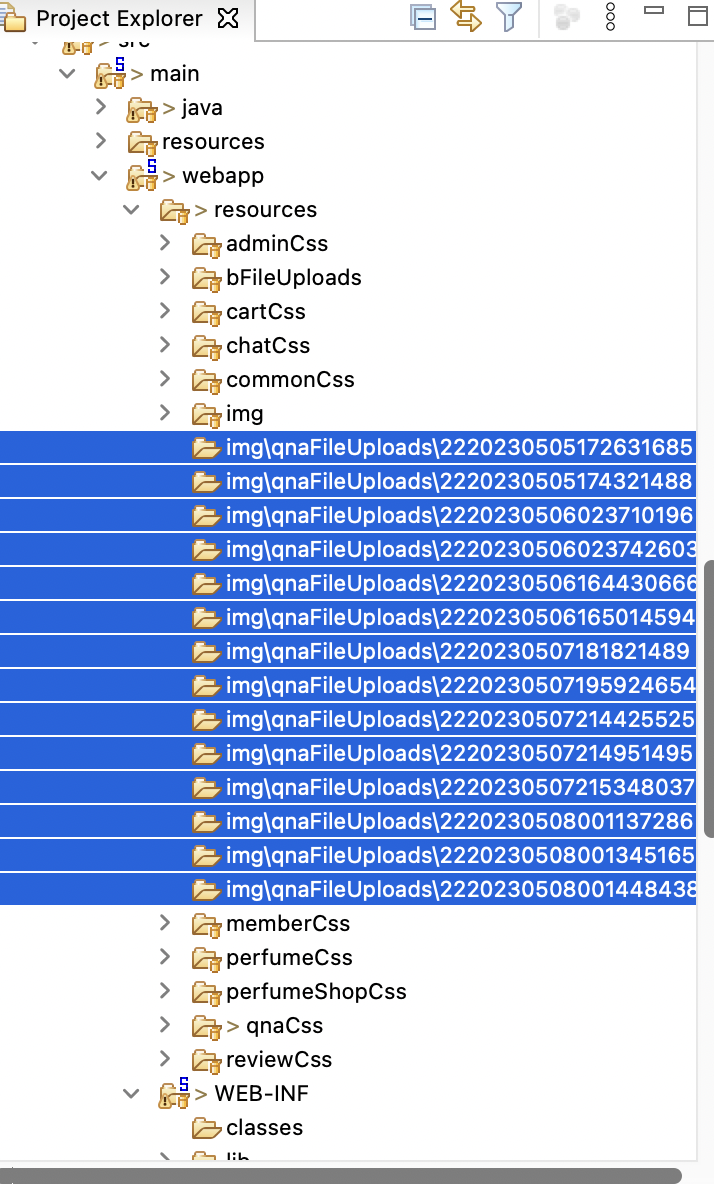 Project Explorer
> src
> main
> java
resources
> webapp
> resources
adminCss
bFileUploads
cartCss
chatCss
commonCss
img
img\qnaFileUploads\22202305051726​31685
img\qnaFileUploads\2220230505174321488
img\qnaFileUploads\2220230506023710196
img\qnaFileUploads\2220230506023742603
img\qnaFileUploads\2220230506164430666
img\qnaFileUploads\2220230506165014594
img\qnaFileUploads\2220230507181821489
img\qnaFileUploads\2220230507195924654
img\qnaFileUploads\2220230507214425525
img\qnaFileUploads\2220230507214951495
img\qnaFileUploads\2220230507215348037
img\qnaFileUploads\2220230508001137286
img\qnaFileUploads\2220230508001345165
img\qnaFileUploads\2220230508001448438
memberCss
perfumeCss
perfumeShopCss
> qnaCss
reviewCss
> WEB-INF
classes
lib